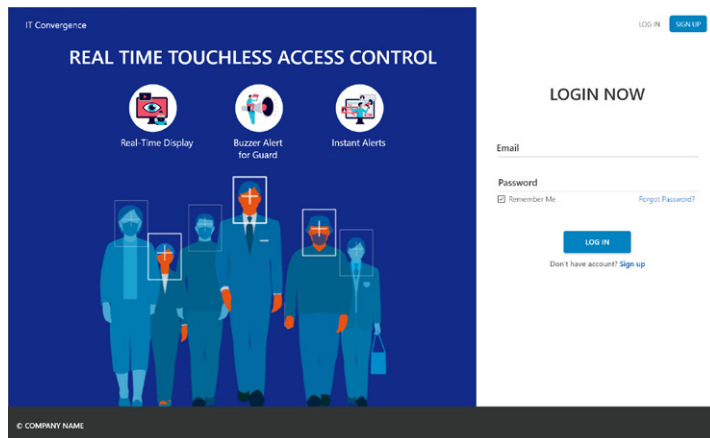 IT Convergence
LOG IN
SIGN UP
REAL TIME TOUCHLESS ACCESS CONTROL
Real-Time Display
Buzzer Alert
for Guard
Instant Alerts
LOGIN NOW
Email
Password
Remember Me
Forgot Password?
LOG IN
Don't have account? Sign up
© COMPANY NAME